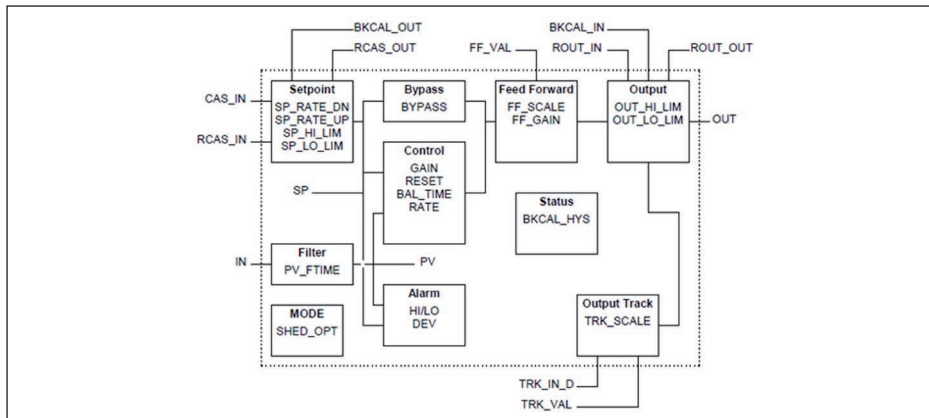 BKCAL_OUT
BKCAL_IN
RCAS_OUT
FF_VAL
ROUT_IN
ROUT_OUT
CAS_IN
RCAS_IN
Setpoint
SP_RATE_DN
SP_RATE_UP
SP_HI_LIM
SP_LO_LIM
Bypass
BYPASS
Feed Forward
FF_SCALE
FF_GAIN
Output
OUT_HI_LIM
OUT_LO_LIM
OUT
Control
GAIN
RESET
BAL_TIME
RATE
SP
Status
BKCAL_HYS
IN
Filter
PV_FTIME
PV
Alarm
HI/LO
DEV
MODE
SHED_OPT
Output Track
TRK_SCALE
TRK_IN_D
TRK_VAL